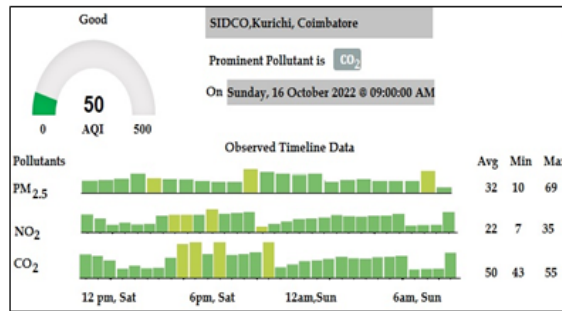 Good
SIDCO,Kurichi, Coimbatore
Prominent Pollutant is CO2
On Sunday, 16 October 2022 @ 09:00:00 AM
50
0 AQI 500
Observed Timeline Data
Pollutants Avg Min Max
PM2.5 32 10 69
NO2 22 7 35
CO2 50 43 55
12 pm, Sat 6pm, Sat 12am,Sun 6am, Sun